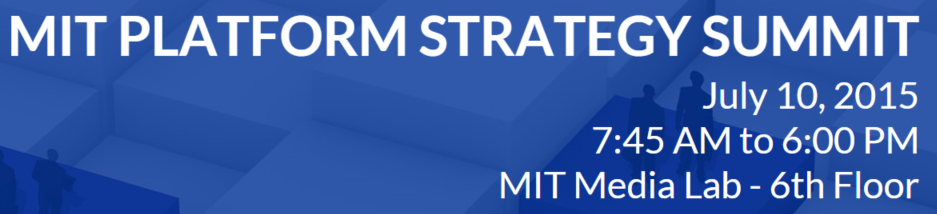 MIT PLATFORM STRATEGY SUMMIT
July 10, 2015
7:45 AM to 6:00 PM
MIT Media Lab - 6th Floor